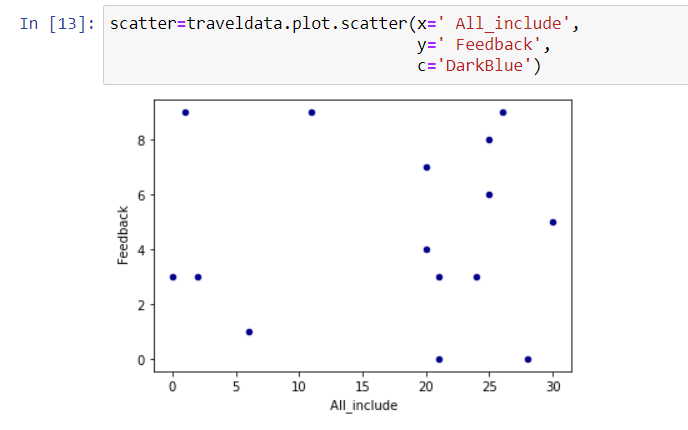 In [13]: scatter=traveldata.plot.scatter(x=' All_include',
y=' Feedback',
c='DarkBlue')
8
6
4
2
0
Feedback
0 5 10 15 20 25 30
All_include